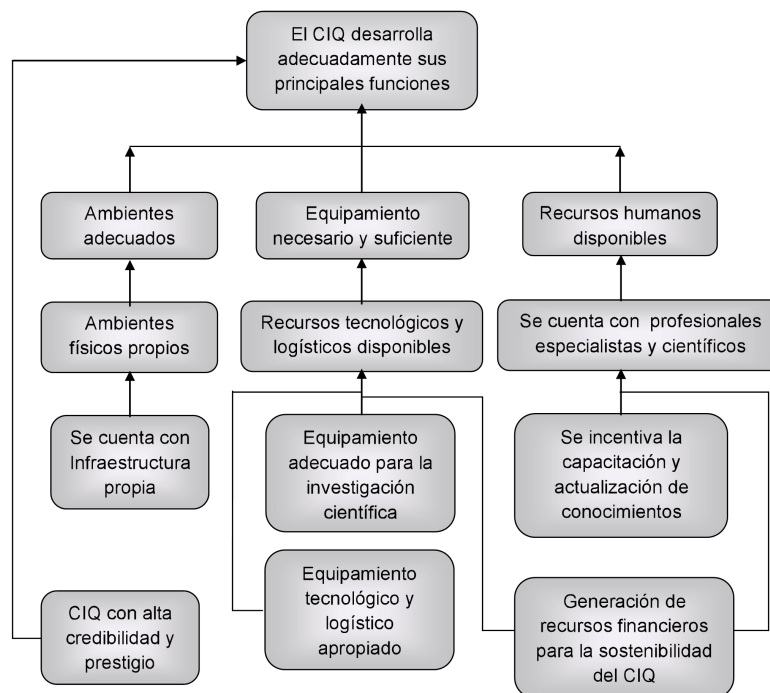 El CIQ desarrolla
adecuadamente sus
principales funciones
Ambientes
adecuados
Equipamiento
necesario y suficiente
Recursos humanos
disponibles
Ambientes
físicos propios
Recursos tecnológicos y
logísticos disponibles
Se cuenta con profesionales
especialistas y científicos
Se cuenta con
Infraestructura
propia
Equipamiento
adecuado para la
investigación
científica
Se incentiva la
capacitación y
actualización de
conocimientos
CIQ con alta
credibilidad y
prestigio
Equipamiento
tecnológico y
logístico
apropiado
Generación de
recursos financieros
para la sostenibilidad
del CIQ